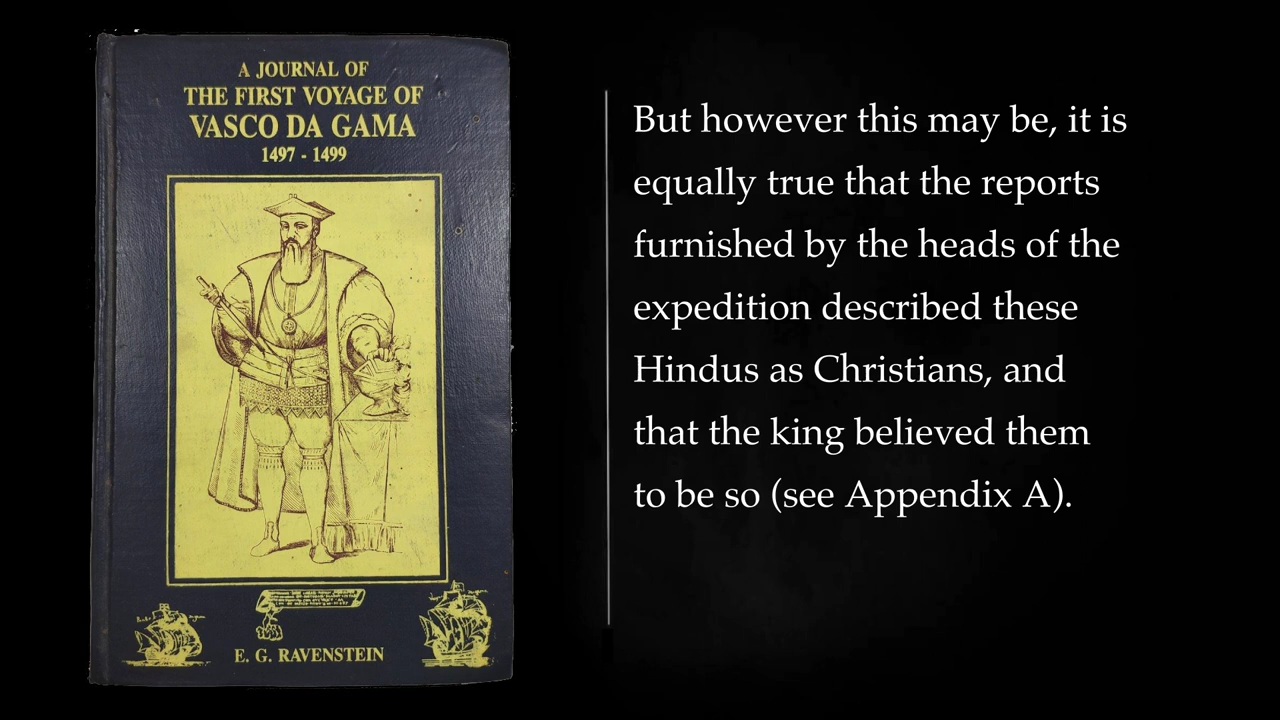 A JOURNAL OF
THE FIRST VOYAGE OF
VASCO DA GAMA
1497 - 1499
E. G. RAVENSTEIN
But however this may be, it is
equally true that the reports
furnished by the heads of the
expedition described these
Hindus as Christians, and
that the king believed them
to be so (see Appendix A).